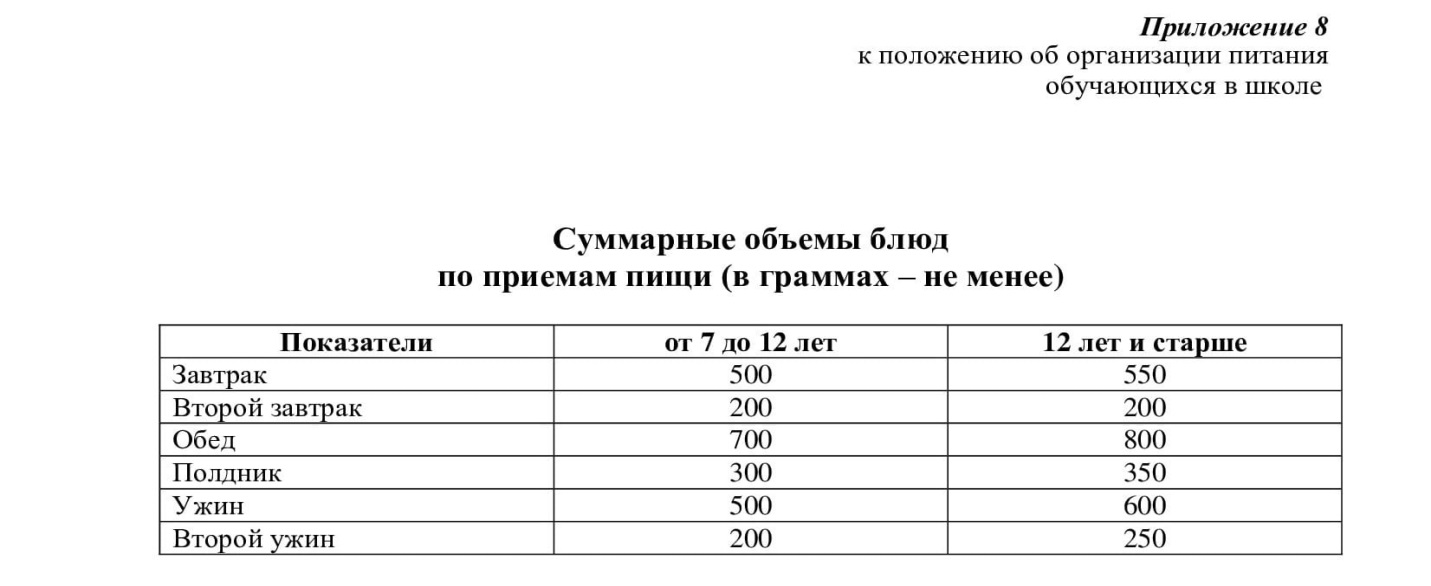 Приложение 8
к положению об организации питания
обучающихся в школе
Суммарные объемы блюд
по приемам пищи (в граммах – не менее)
Показатели от 7 до 12 лет 12 лет и старше
Завтрак 500 550
Второй завтрак 200 200
Обед 700 800
Полдник 300 350
Ужин 500 600
Второй ужин 200 250